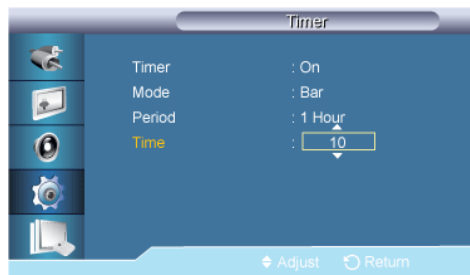 Timer
Timer : On
Mode : Bar
Period : 1 Hour
Time : 10
Adjust Return